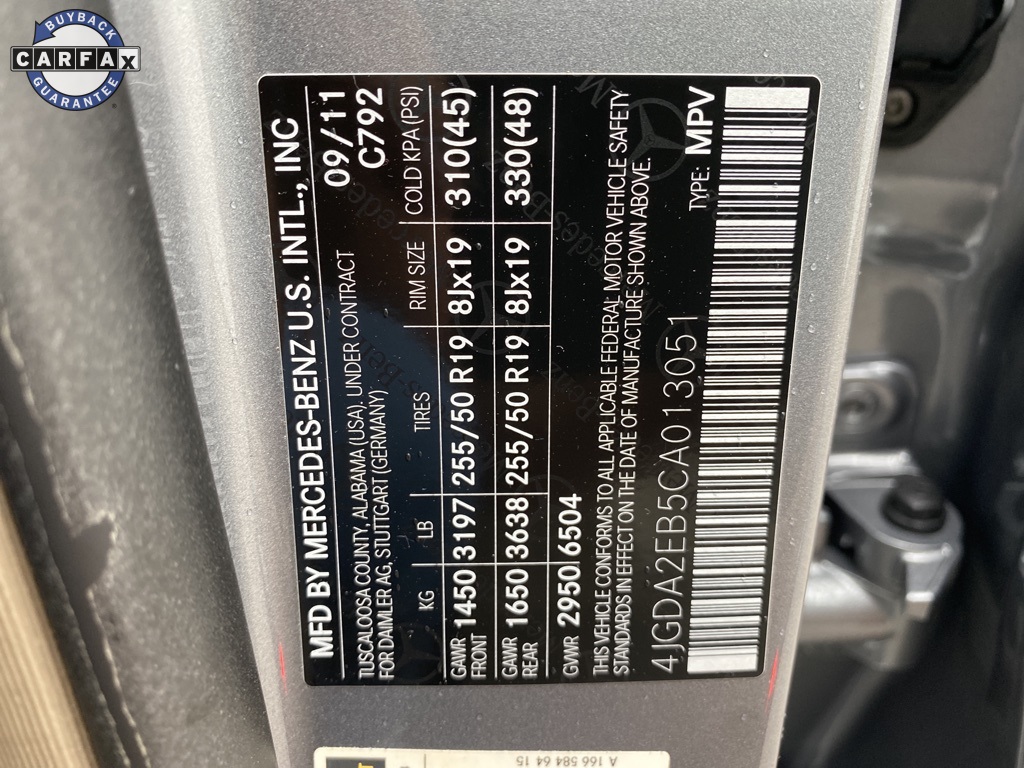 BUYBACK
CARFAX
GUARANTEE
MFD BY MERCEDES-BENZ U.S. INTL., INC
TUSCALOOSA COUNTY, ALABAMA (USA). UNDER CONTRACT 09/11
FOR DAIMLER AG, STUTTGART (GERMANY) C792
KG LB TIRES RIM SIZE COLD KPA(PSI)
GAWR FRONT 1450 3197 255/50 R19 8Jx19 310(45)
GAWR REAR 1650 3638 255/50 R19 8Jx19 330(48)
GVWR 2950 6504
THIS VEHICLE CONFORMS TO ALL APPLICABLE FEDERAL MOTOR VEHICLE SAFETY
STANDARDS IN EFFECT ON THE DATE OF MANUFACTURE SHOWN ABOVE.
4JGDA2EB5CA013051 TYPE: MPV
A 166 584 64 15